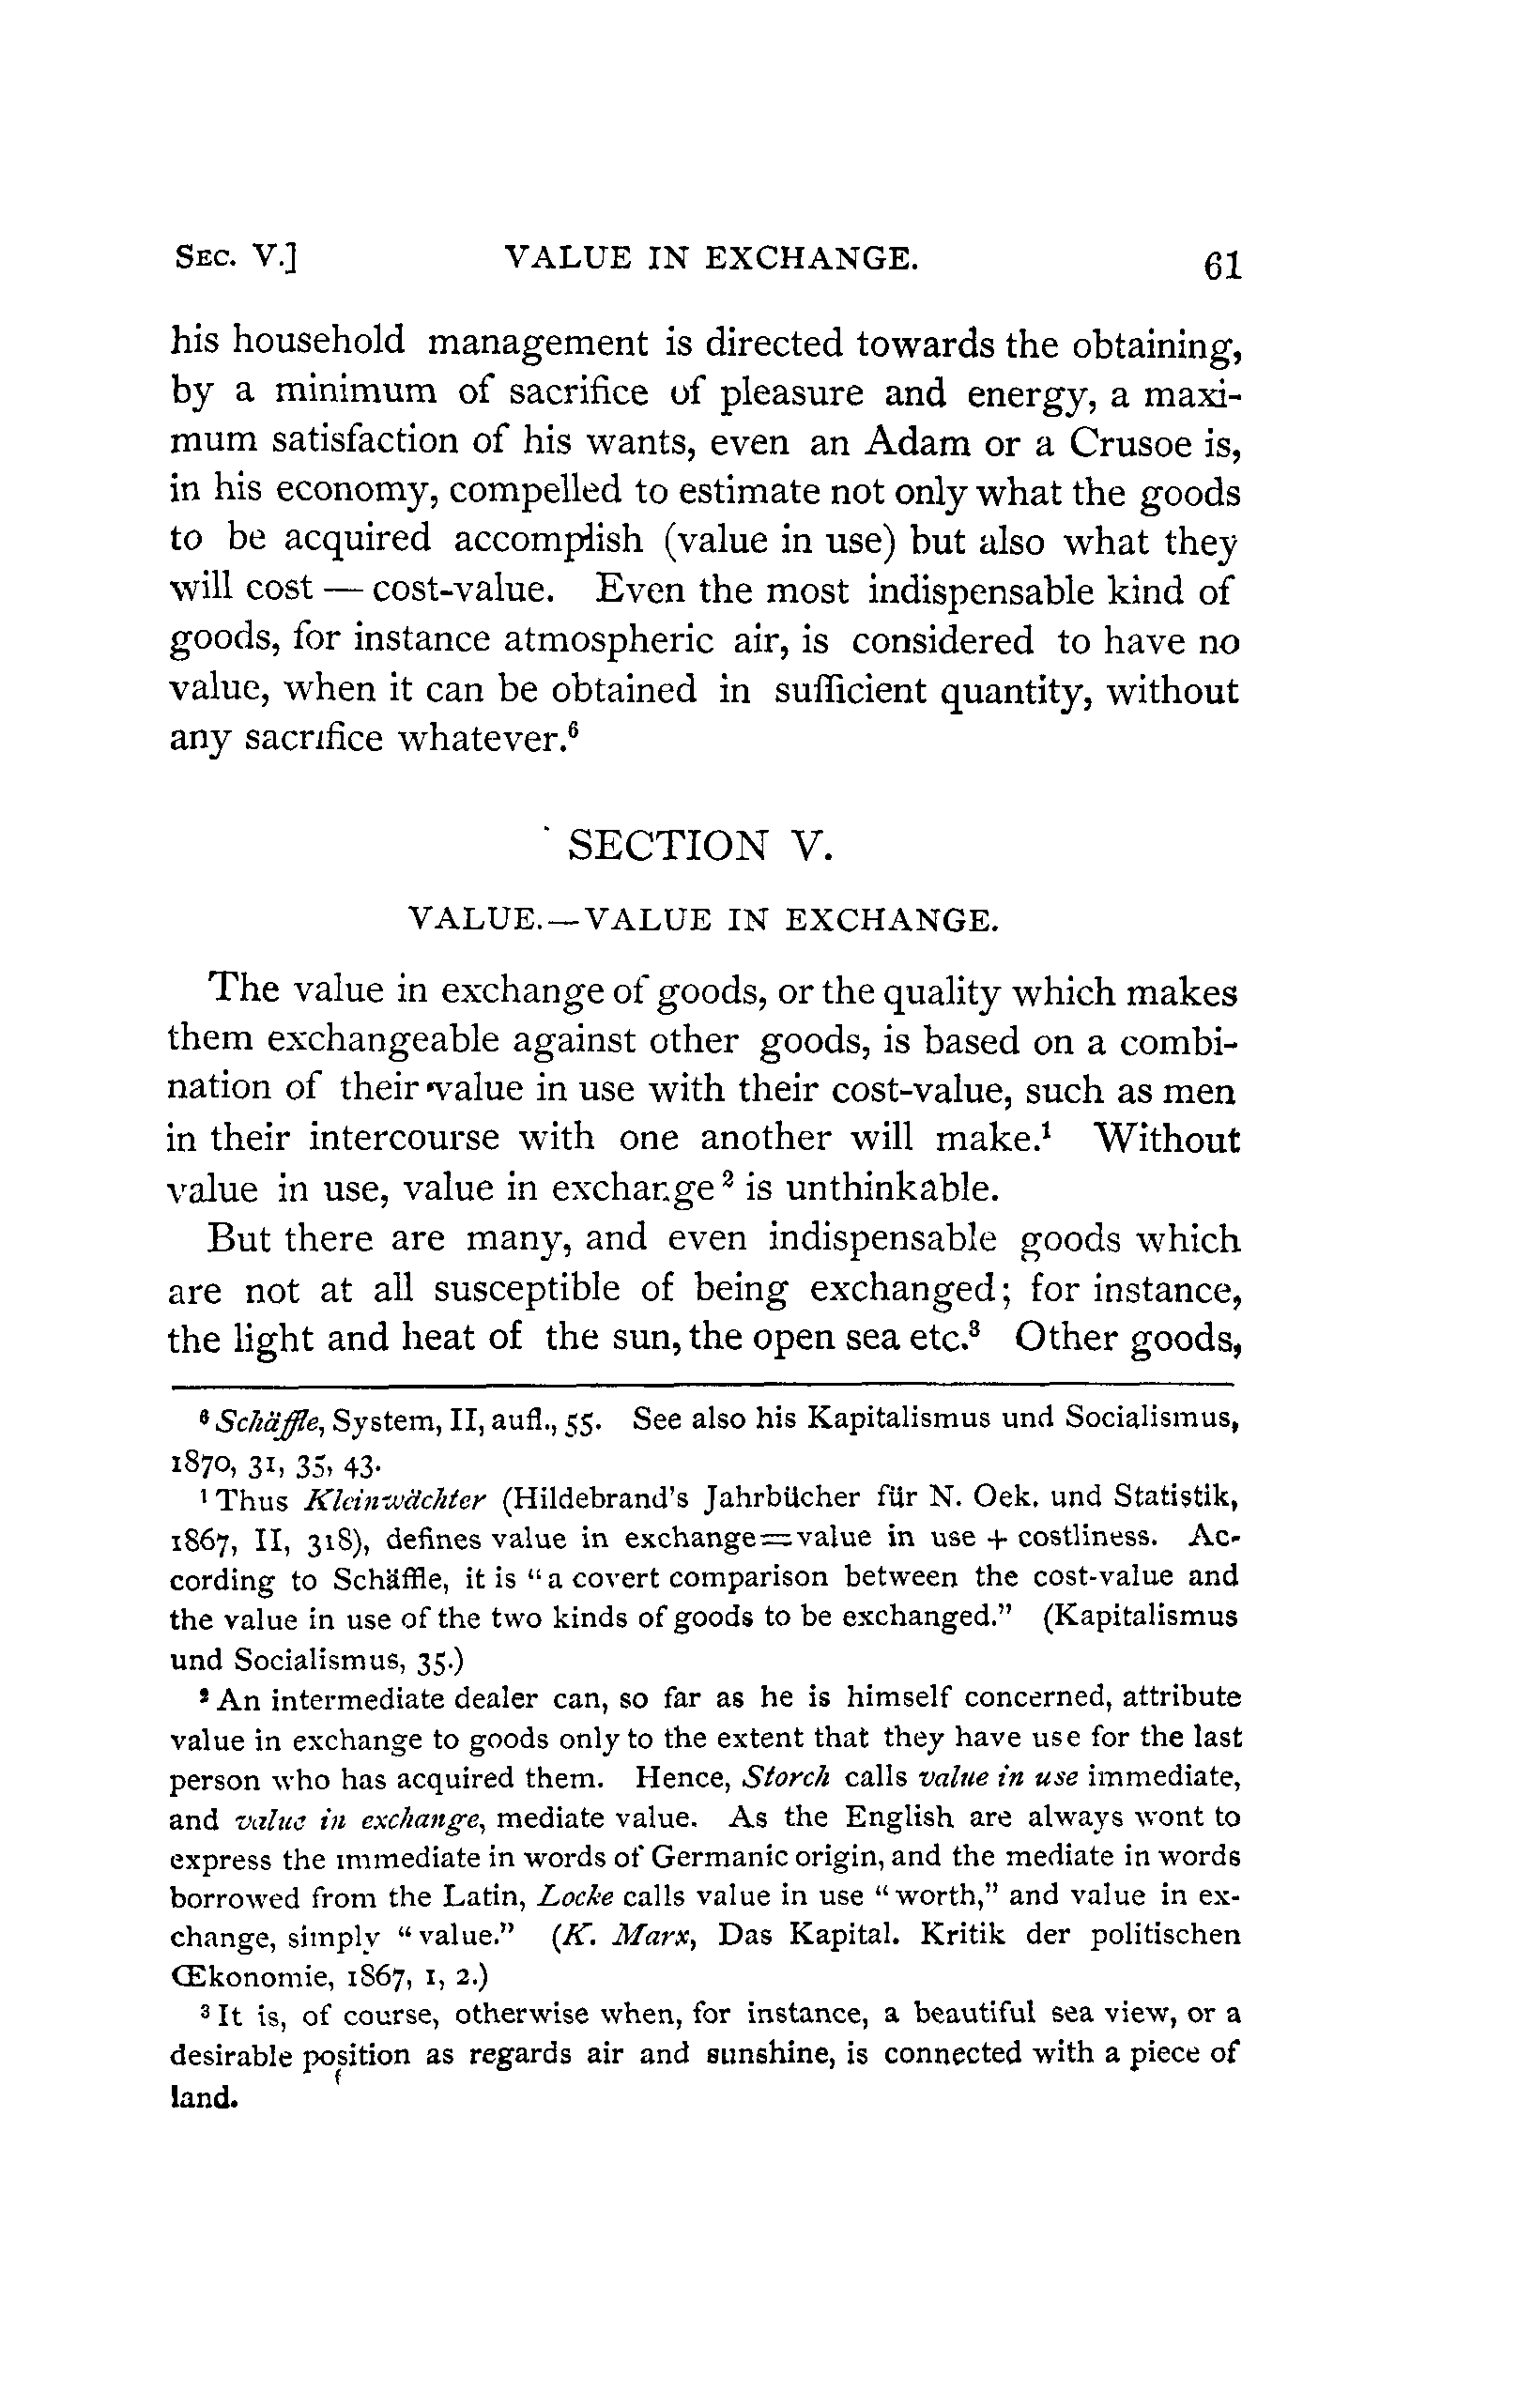 SEC. V.] VALUE IN EXCHANGE. 61
his household management is directed towards the obtaining,
by a minimum of sacrifice of pleasure and energy, a maxi-
mum satisfaction of his wants, even an Adam or a Crusoe is,
in his economy, compelled to estimate not only what the goods
to be acquired accomplish (value in use) but also what they
will cost — cost-value. Even the most indispensable kind of
goods, for instance atmospheric air, is considered to have no
value, when it can be obtained in sufficient quantity, without
any sacrifice whatever.⁶
SECTION V.
VALUE.—VALUE IN EXCHANGE.
The value in exchange of goods, or the quality which makes
them exchangeable against other goods, is based on a combi-
nation of their value in use with their cost-value, such as men
in their intercourse with one another will make.¹ Without
value in use, value in exchange² is unthinkable.
But there are many, and even indispensable goods which
are not at all susceptible of being exchanged; for instance,
the light and heat of the sun, the open sea etc.³ Other goods,
⁶ Schäffle, System, II, aufl., 55. See also his Kapitalismus und Socialismus,
1870, 31, 35, 43.
¹ Thus Kleinwächter (Hildebrand's Jahrbücher für N. Oek. und Statistik,
1867, II, 318), defines value in exchange=value in use + costliness. Ac-
cording to Schäffle, it is "a covert comparison between the cost-value and
the value in use of the two kinds of goods to be exchanged." (Kapitalismus
und Socialismus, 35.)
² An intermediate dealer can, so far as he is himself concerned, attribute
value in exchange to goods only to the extent that they have use for the last
person who has acquired them. Hence, Storch calls value in use immediate,
and value in exchange, mediate value. As the English are always wont to
express the immediate in words of Germanic origin, and the mediate in words
borrowed from the Latin, Locke calls value in use "worth," and value in ex-
change, simply "value." (K. Marx, Das Kapital. Kritik der politischen
Œkonomie, 1867, 1, 2.)
³ It is, of course, otherwise when, for instance, a beautiful sea view, or a
desirable position as regards air and sunshine, is connected with a piece of
land.